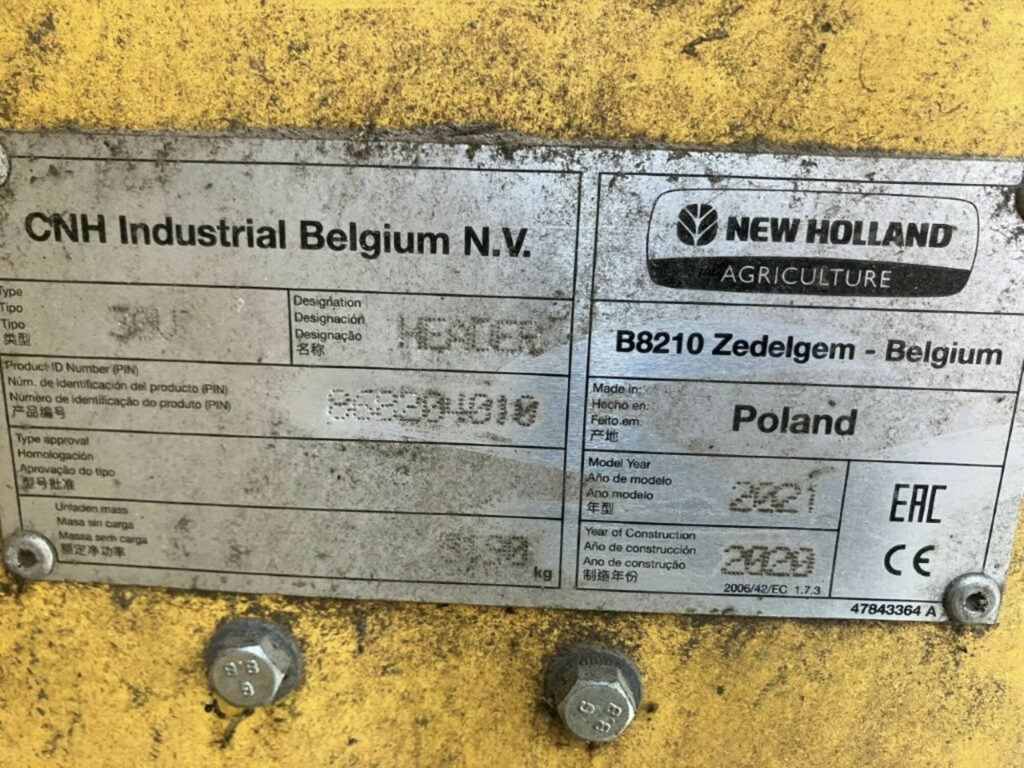 CNH Industrial Belgium N.V.
Type
Tipo
Tipo
类型
Designation
Designación
Designação
名称
HEADER
Product ID Number (PIN)
Núm. de identificación del producto (PIN)
Número de identificação do produto (PIN)
产品编号
Type approval
Homologación
Aprovação do tipo
型号批准
Unladen mass
Masa sin carga
Massa sem carga
额定净功率
kg
NEW HOLLAND
AGRICULTURE
B8210 Zedelgem - Belgium
Made in:
Hecho en:
Feito em:
产地
Poland
Model Year
Año de modelo
Ano modelo
年型
2021
Year of Construction
Año de construcción
Ano de construção
制造年份
2020
2006/42/EC 1.7.3
EAC
CE
47843364 A
8.8
8.8